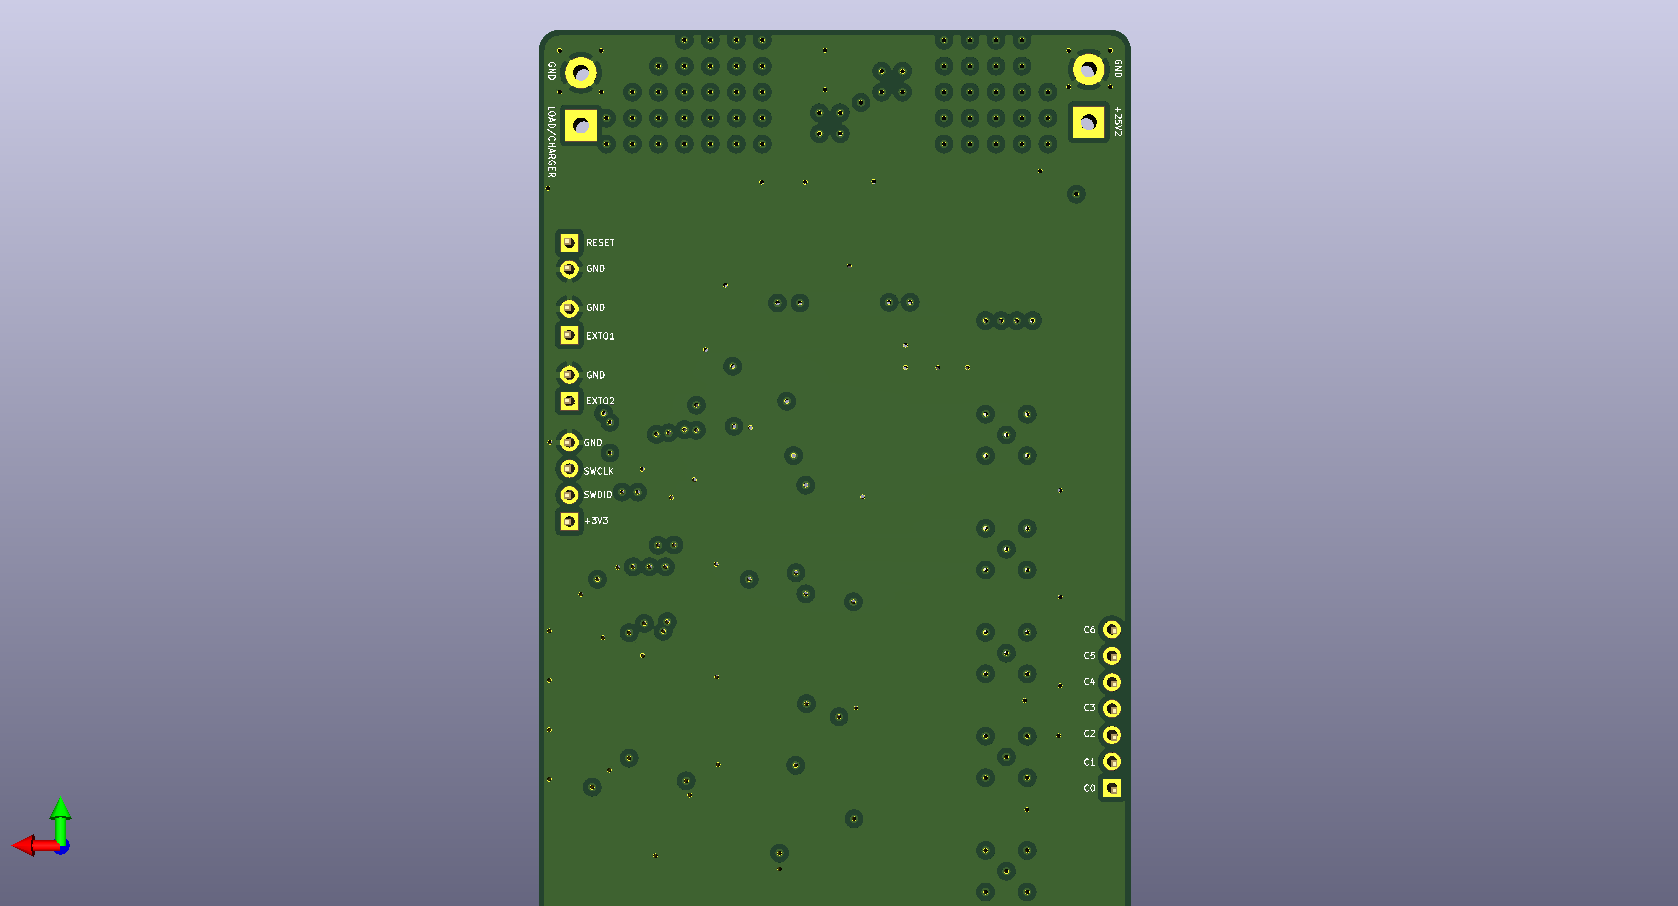 GND
GND
LOAD/CHARGER
+25V2
RESET
GND
GND
EXTQ1
GND
EXTQ2
GND
SWCLK
SWDIO
+3V3
C6
C5
C4
C3
C2
C1
C0